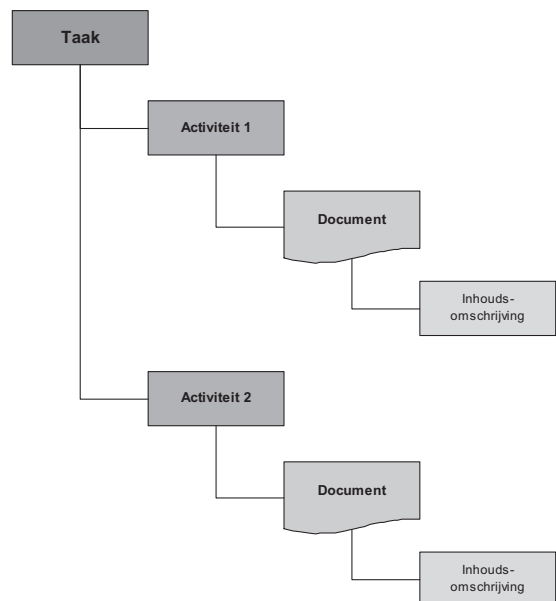 Taak
Activiteit 1
Document
Inhouds-
omschrijving
Activiteit 2
Document
Inhouds-
omschrijving